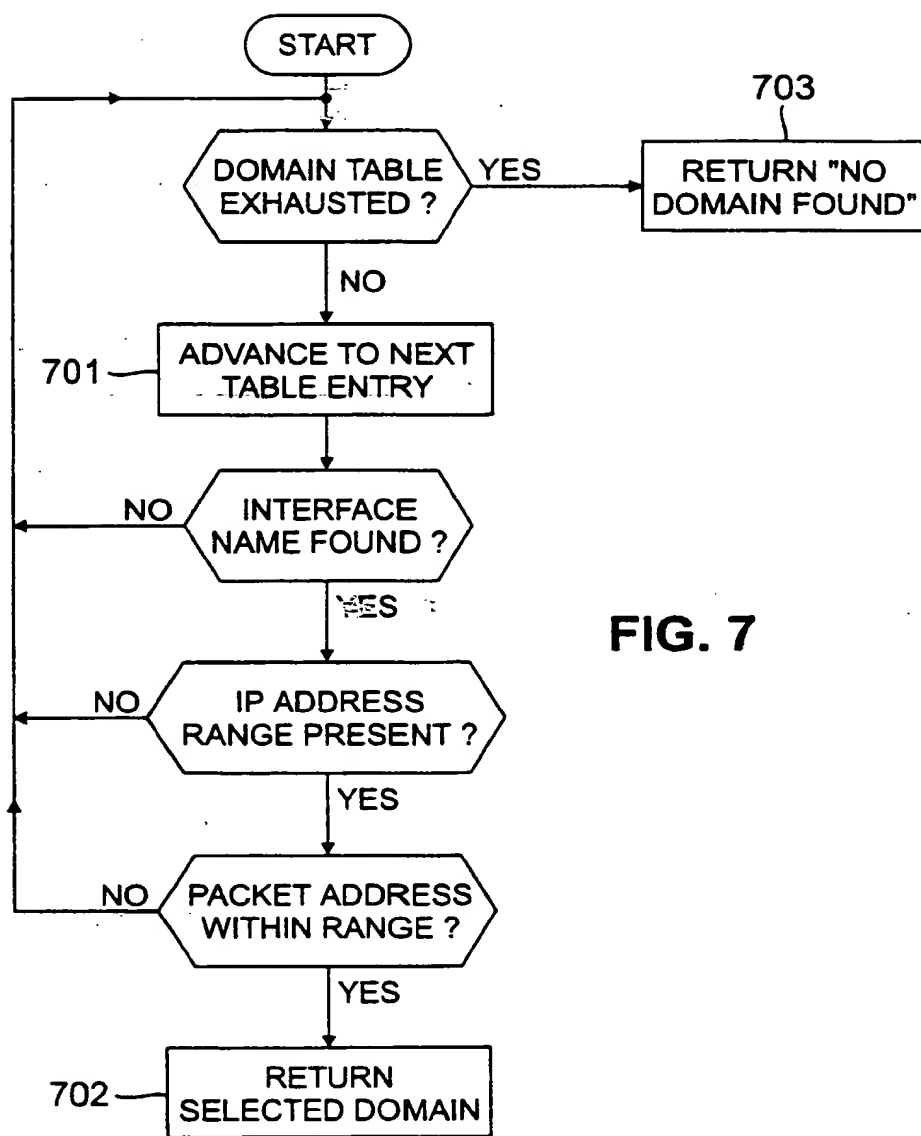 START
703
DOMAIN TABLE
EXHAUSTED ?
YES
RETURN "NO
DOMAIN FOUND"
NO
701
ADVANCE TO NEXT
TABLE ENTRY
NO
INTERFACE
NAME FOUND ?
YES
FIG. 7
NO
IP ADDRESS
RANGE PRESENT ?
YES
NO
PACKET ADDRESS
WITHIN RANGE ?
YES
702
RETURN
SELECTED DOMAIN